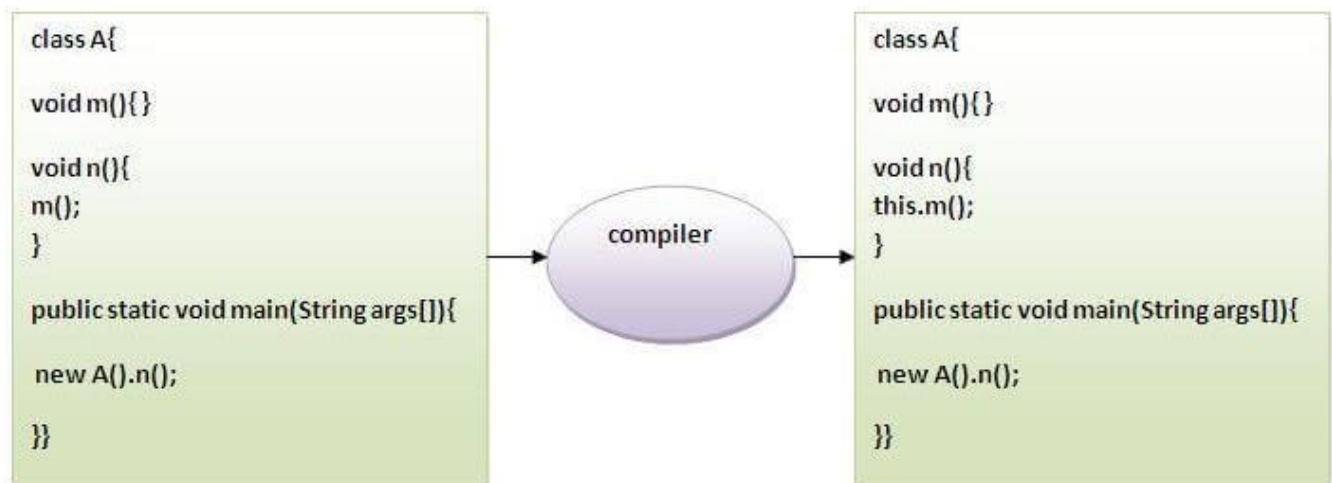 class A{
void m(){}
void n(){
m();
}
public static void main(String args[]){
new A().n();
}}
compiler
class A{
void m(){}
void n(){
this.m();
}
public static void main(String args[]){
new A().n();
}}